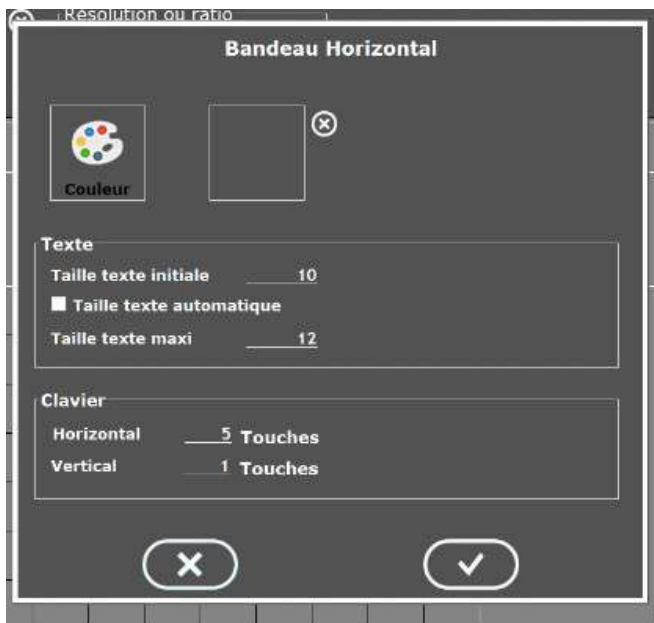 Résolution ou ratio
Bandeau Horizontal
Couleur
Texte
Taille texte initiale 10
Taille texte automatique
Taille texte maxi 12
Clavier
Horizontal 5 Touches
Vertical 1 Touches